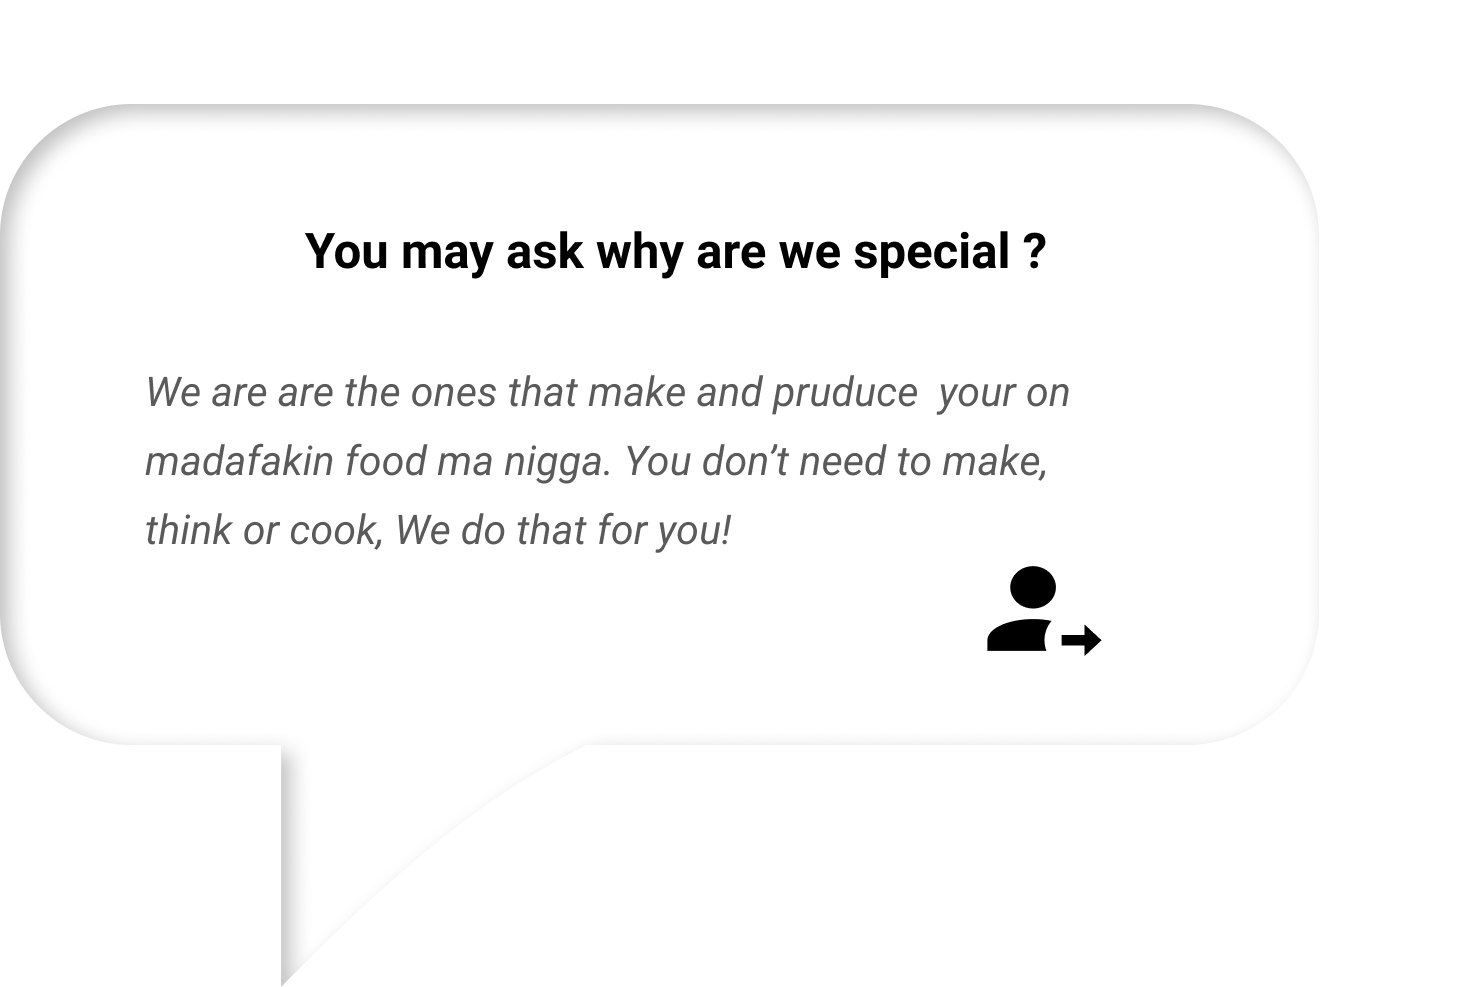 You may ask why are we special ?
We are are the ones that make and pruduce  your on
madafakin food ma nigga. You don’t need to make,
think or cook, We do that for you!